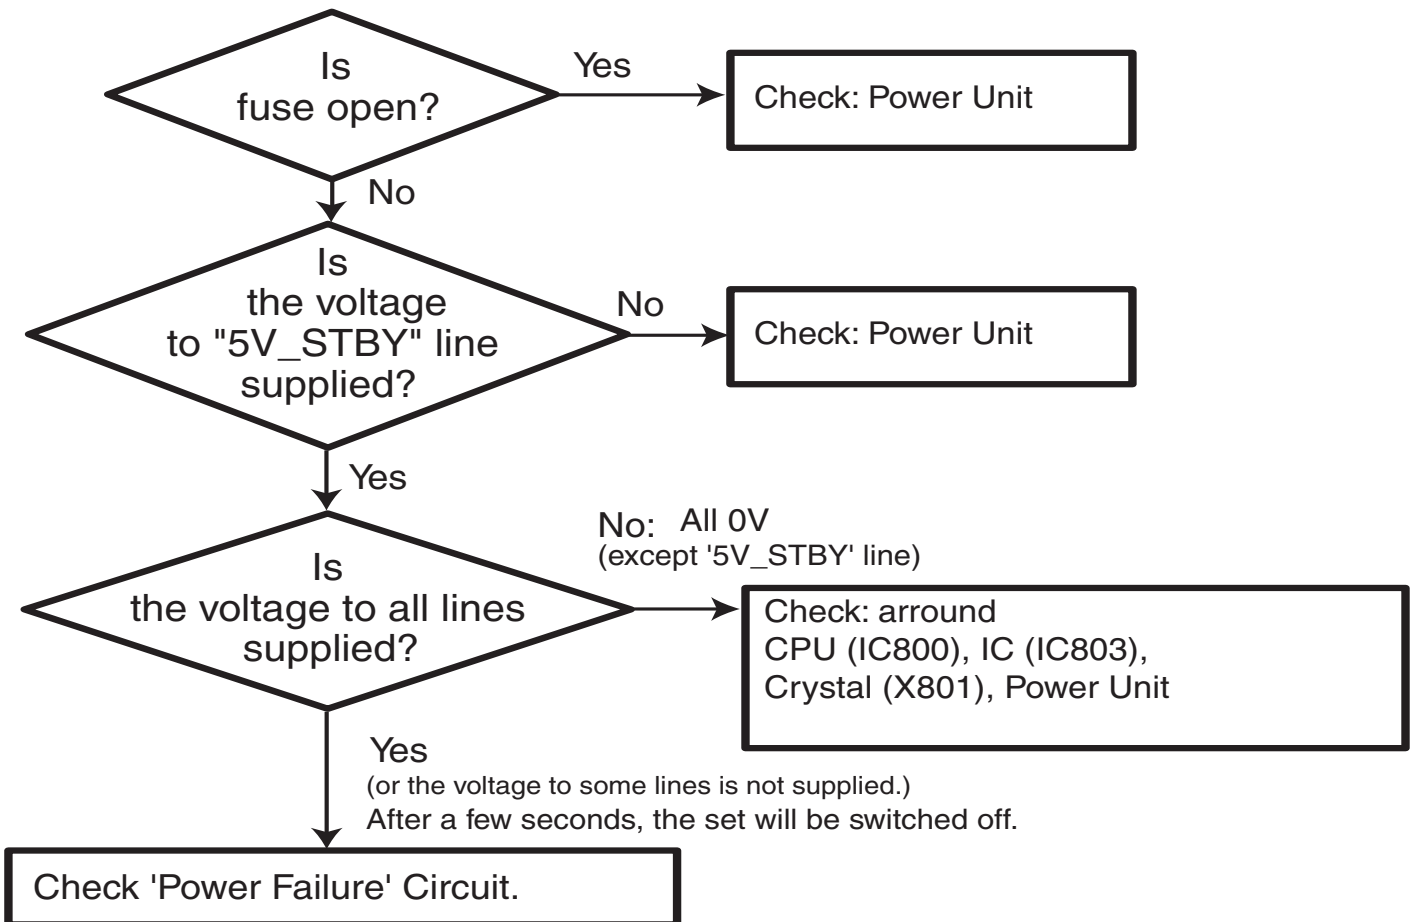 Is
fuse open?
Yes
Check: Power Unit
No
Is
the voltage
to "5V_STBY" line
supplied?
No
Check: Power Unit
Yes
Is
the voltage to all lines
supplied?
No: All 0V
(except '5V_STBY' line)
Check: arround
CPU (IC800), IC (IC803),
Crystal (X801), Power Unit
Yes
(or the voltage to some lines is not supplied.)
After a few seconds, the set will be switched off.
Check 'Power Failure' Circuit.